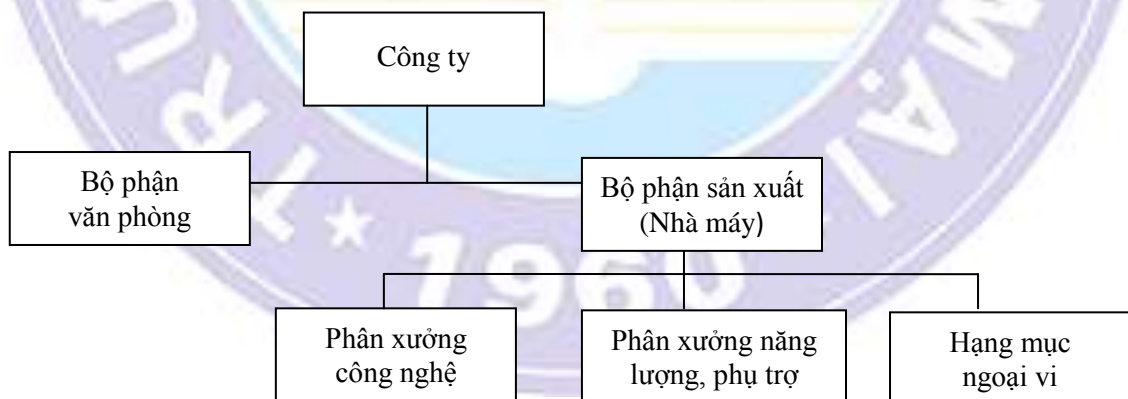 Công ty
Bộ phận
văn phòng
Bộ phận sản xuất
(Nhà máy)
Phân xưởng
công nghệ
Phân xưởng năng
lượng, phụ trợ
Hạng mục
ngoại vi
1960